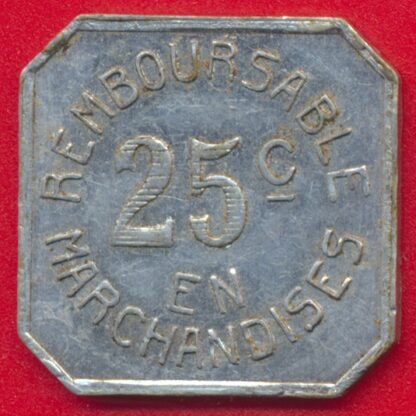 REMBOURSABLE
25 C
EN
MARCHANDISES